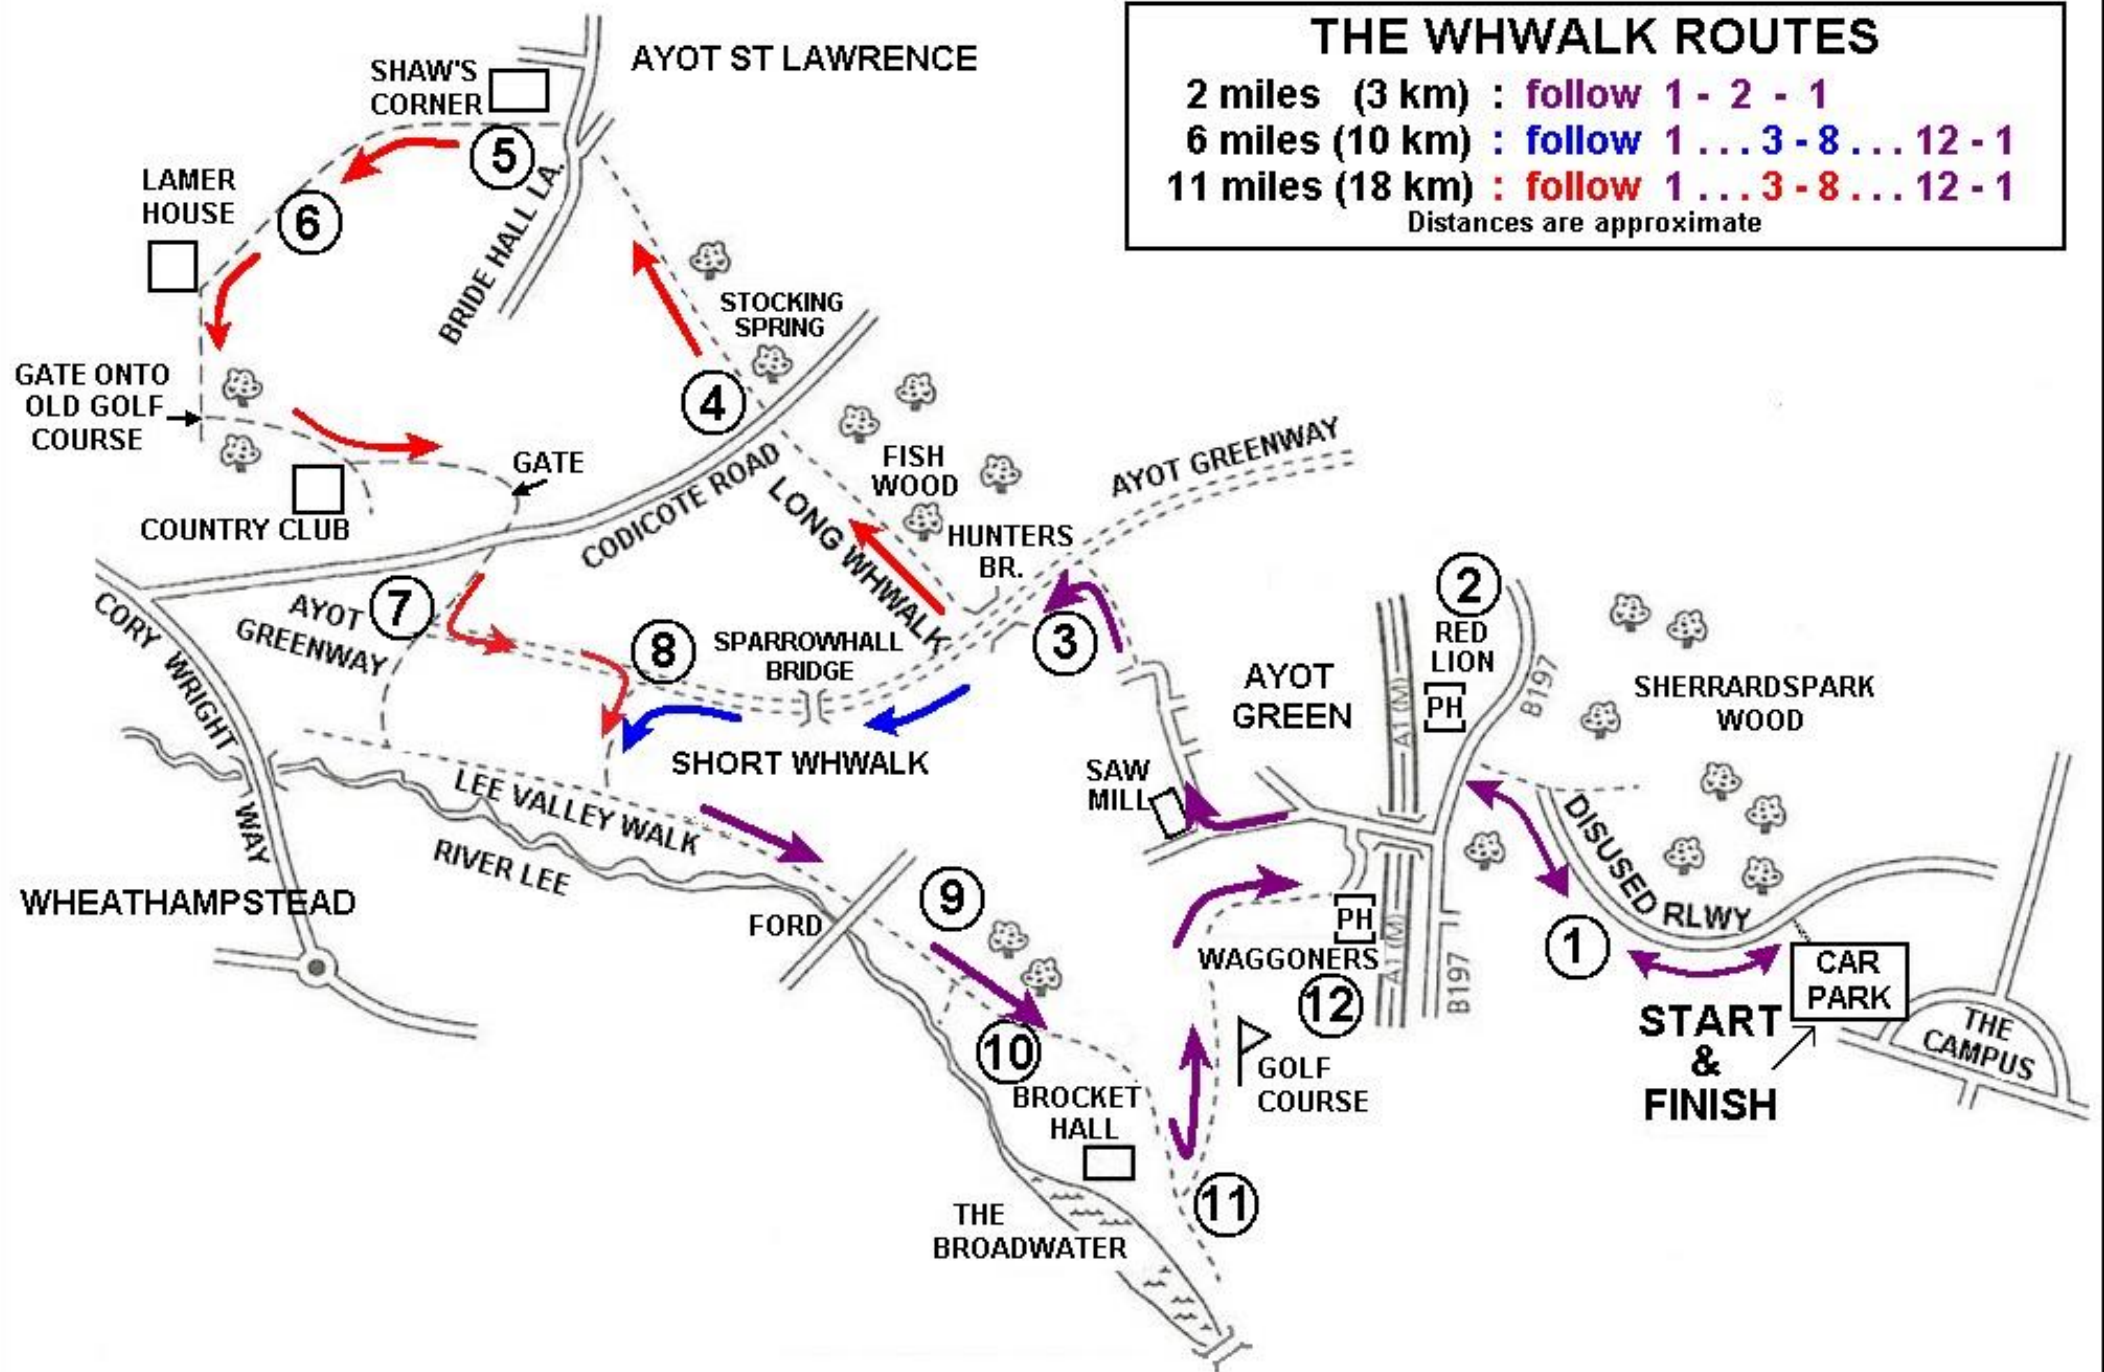 THE WHWALK ROUTES
2 miles (3 km) : follow 1 - 2 - 1
6 miles (10 km) : follow 1 . . . 3 - 8 . . . 12 - 1
11 miles (18 km) : follow 1 . . . 3 - 8 . . . 12 - 1
Distances are approximate
AYOT ST LAWRENCE
SHAW'S
CORNER
5
LAMER
HOUSE
6
BRIDE HALL LA.
STOCKING
SPRING
GATE ONTO
OLD GOLF
COURSE
4
GATE
COUNTRY CLUB
CODICOTE ROAD
FISH
WOOD
LONG WHWALK
HUNTERS
BR.
AYOT GREENWAY
3
2
RED
LION
PH
B197
A1 (M)
AYOT
GREEN
SHERRARDSPARK
WOOD
7
AYOT
GREENWAY
8
SPARROWHALL
BRIDGE
SHORT WHWALK
CORY WRIGHT WAY
LEE VALLEY WALK
RIVER LEE
WHEATHAMPSTEAD
SAW
MILL
DISUSED RLWY
FORD
9
PH
WAGGONERS
12
A1 (M)
B197
1
CAR
PARK
START
&
FINISH
THE
CAMPUS
10
BROCKET
HALL
GOLF
COURSE
11
THE
BROADWATER